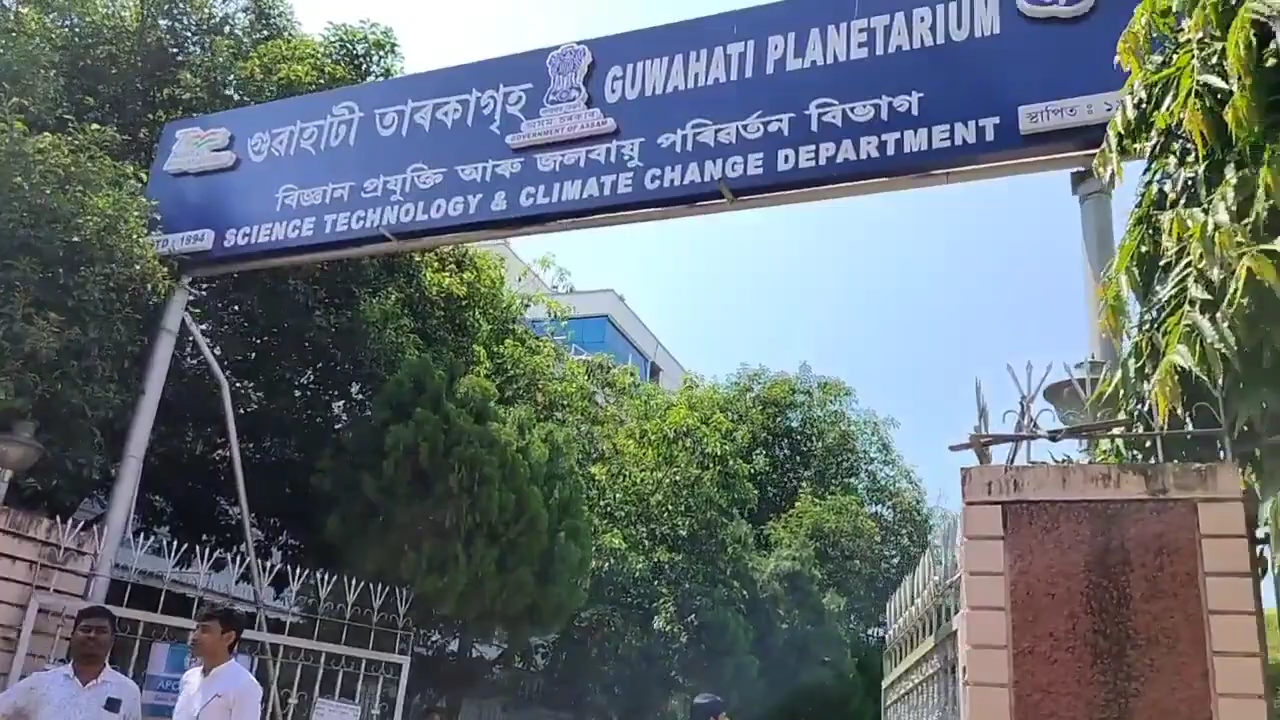 গুৱাহাটী তাৰকাগৃহ
GUWAHATI PLANETARIUM
অসম চৰকাৰ
GOVERNMENT OF ASSAM
বিজ্ঞান প্ৰযুক্তি আৰু জলবায়ু পৰিৱৰ্তন বিভাগ
স্থাপিত :
SCIENCE TECHNOLOGY & CLIMATE CHANGE DEPARTMENT
TD : 1994